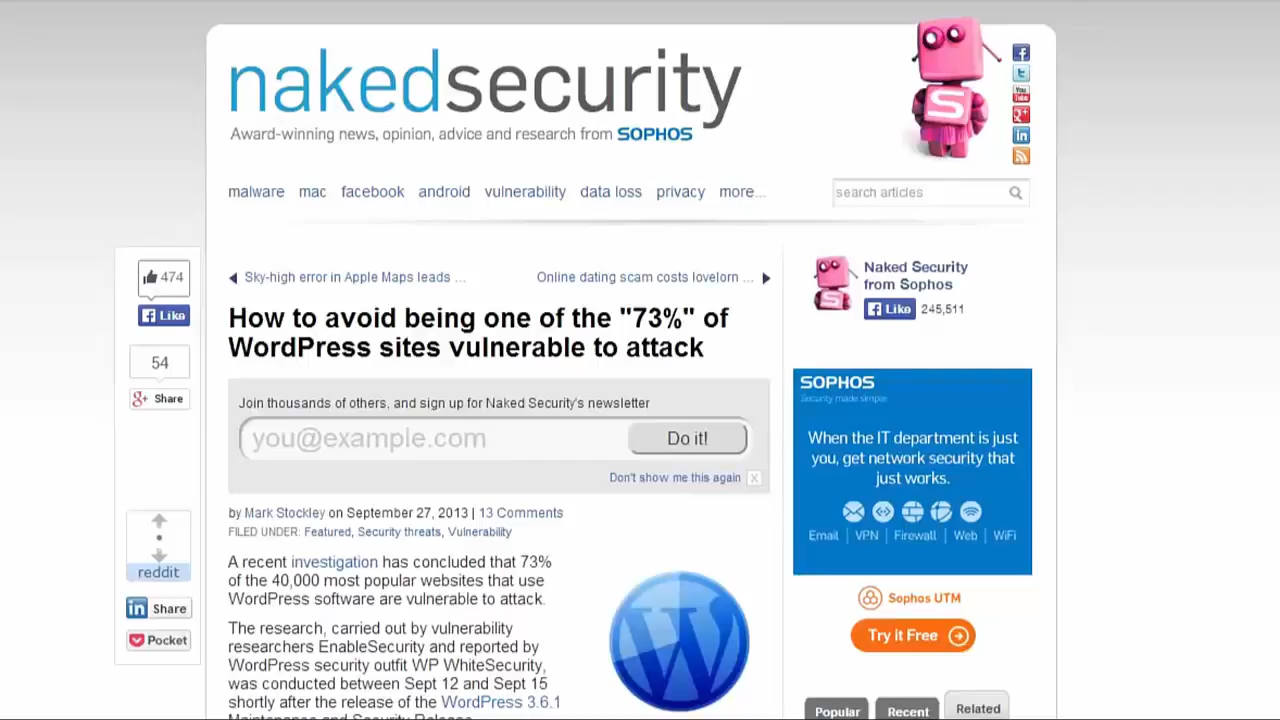 nakedsecurity
Award-winning news, opinion, advice and research from SOPHOS
malware mac facebook android vulnerability data loss privacy more...
search articles
474
Like
54
Share
reddit
Share
Pocket
Sky-high error in Apple Maps leads ...
Online dating scam costs lovelorn ...
How to avoid being one of the "73%" of
WordPress sites vulnerable to attack
Join thousands of others, and sign up for Naked Security's newsletter
you@example.com
Do it!
Don't show me this again X
by Mark Stockley on September 27, 2013 | 13 Comments
FILED UNDER: Featured, Security threats, Vulnerability
A recent investigation has concluded that 73%
of the 40,000 most popular websites that use
WordPress software are vulnerable to attack.
The research, carried out by vulnerability
researchers EnableSecurity and reported by
WordPress security outfit WP WhiteSecurity,
was conducted between Sept 12 and Sept 15
shortly after the release of the WordPress 3.6.1
Maintenance and Security Release.
Naked Security
from Sophos
Like 245,511
SOPHOS
Security made simple
When the IT department is just
you, get network security that
just works.
Email | VPN | Firewall | Web | WiFi
Sophos UTM
Try it Free
Popular
Recent
Related